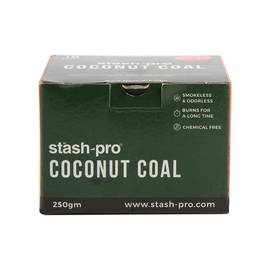 SMOKELESS
& ODORLESS
BURNS FOR
A LONG TIME
CHEMICAL FREE
stash-pro®
COCONUT COAL
250gm
www.stash-pro.com